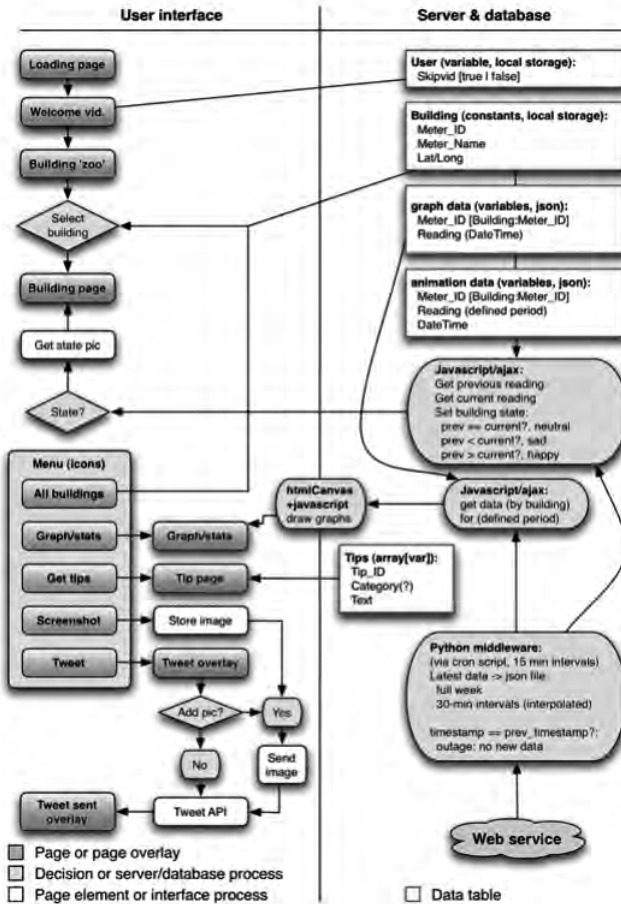 User interface
Server & database
Loading page
Welcome vid.
Building 'zoo'
Select
building
Building page
Get state pic
State?
Menu (icons)
All buildings
Graph/stats
Get tips
Screenshot
Tweet
Graph/stats
Tip page
Store image
Tweet overlay
Add pic?
Yes
No
Send
image
Tweet sent
overlay
Tweet API
User (variable, local storage):
Skipvid [true | false]
Building (constants, local storage):
Meter_ID
Meter_Name
Lat/Long
graph data (variables, json):
Meter_ID [Building:Meter_ID]
Reading (DateTime)
animation data (variables, json):
Meter_ID [Building:Meter_ID]
Reading (defined period)
DateTime
Javascript/ajax:
Get previous reading
Get current reading
Set building state:
prev == current?, neutral
prev < current?, sad
prev > current?, happy
htmlCanvas
+javascript
draw graphs
Javascript/ajax:
get data (by building)
for (defined period)
Tips (array[var]):
Tip_ID
Category(?)
Text
Python middleware:
(via cron script, 15 min intervals)
Latest data -> json file
full week
30-min intervals (interpolated)
timestamp == prev_timestamp?:
outage: no new data
Web service
Page or page overlay
Decision or server/database process
Page element or interface process
Data table